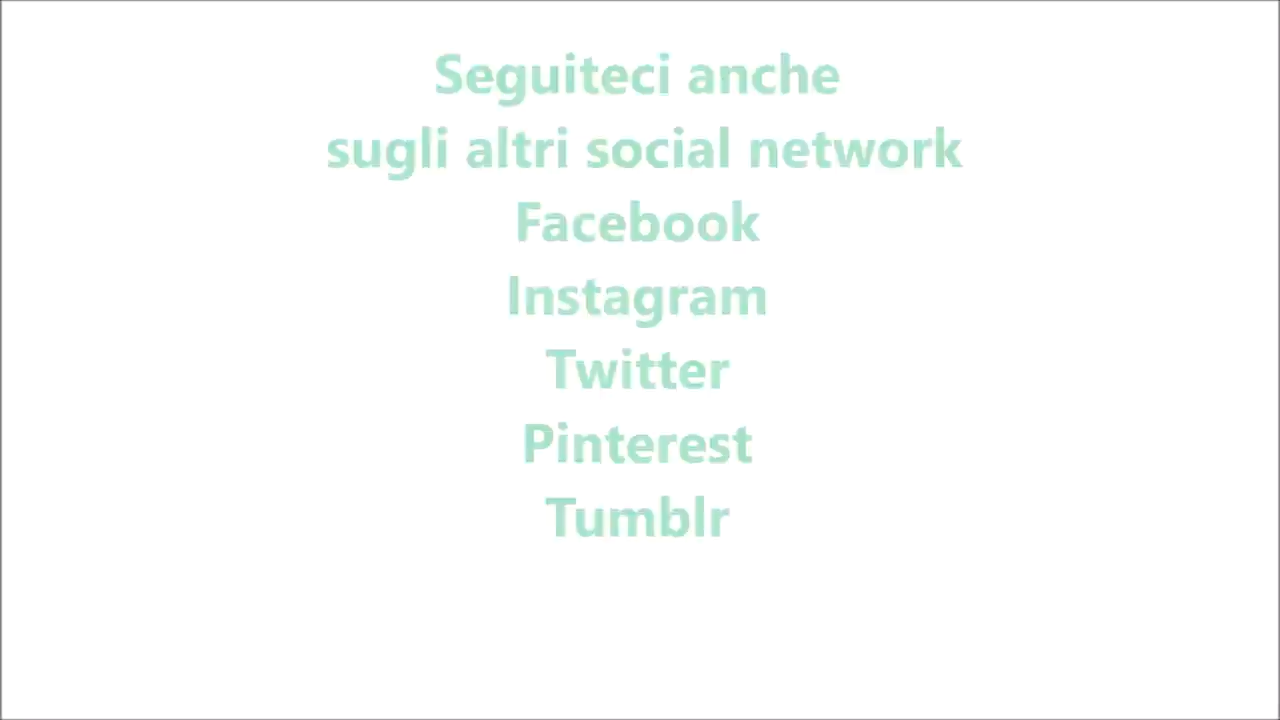 Seguiteci anche
sugli altri social network
Facebook
Instagram
Twitter
Pinterest
Tumblr